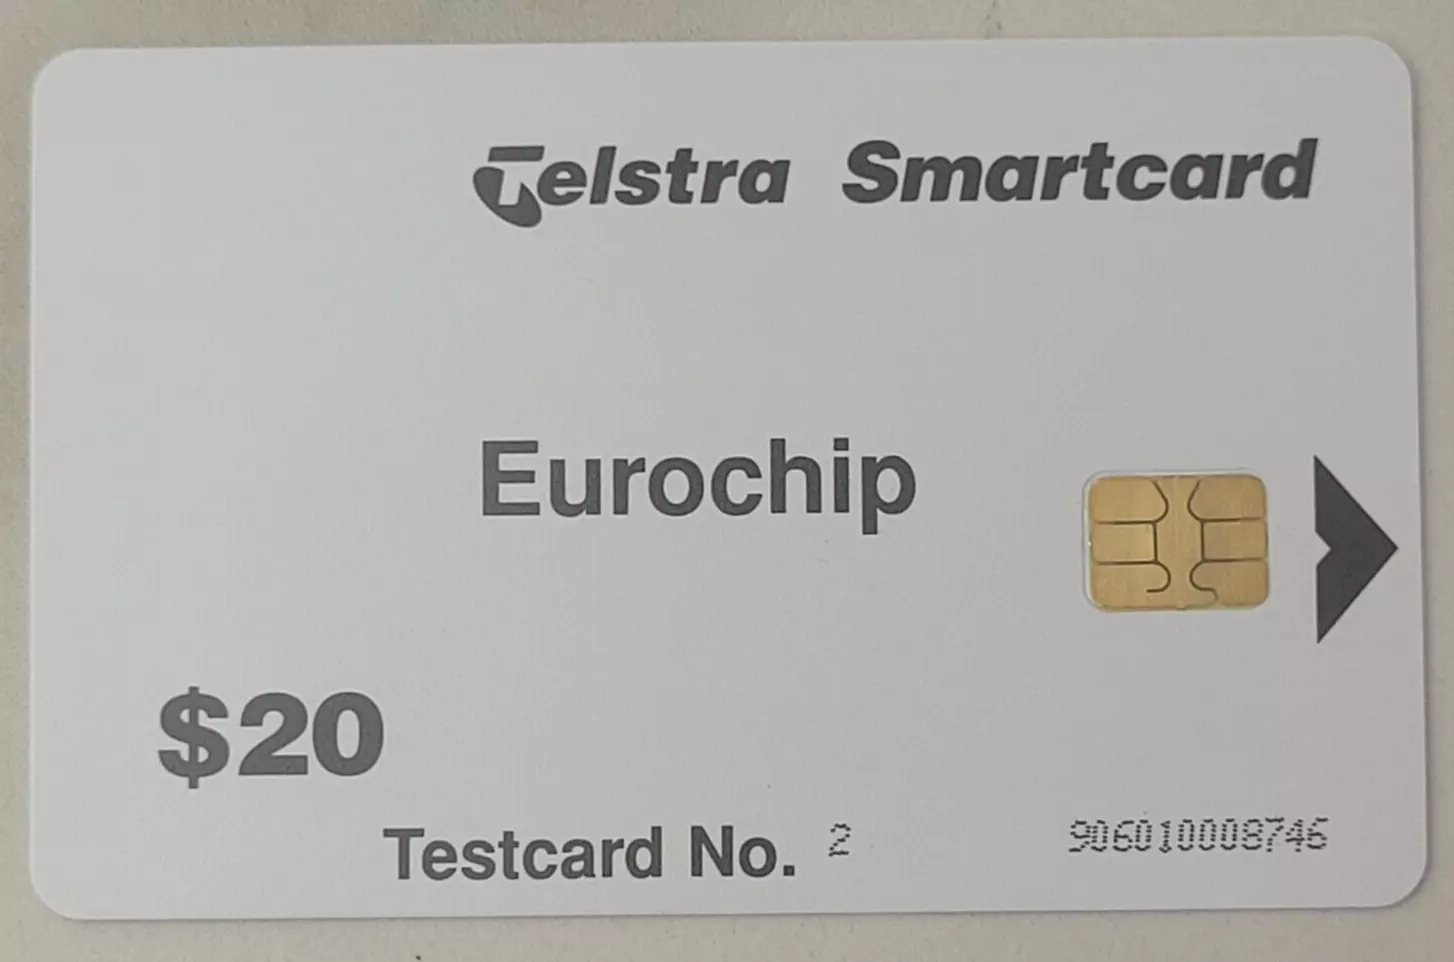 Telstra Smartcard
Eurochip
$20
Testcard No. 2
906010008746